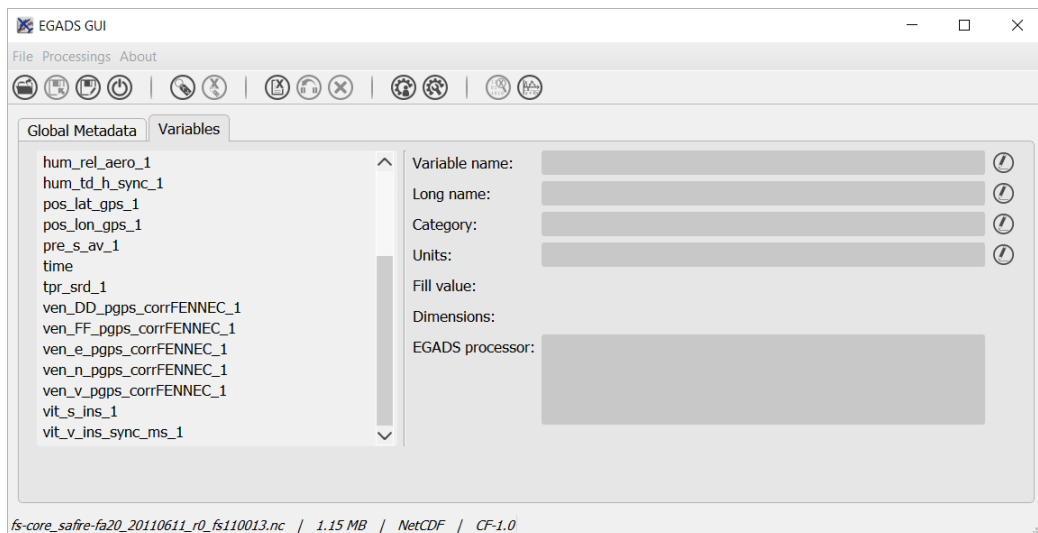 EGADS GUI
File Processings About
Global Metadata Variables
hum_rel_aero_1
hum_td_h_sync_1
pos_lat_gps_1
pos_lon_gps_1
pre_s_av_1
time
tpr_srd_1
ven_DD_pgps_corrFENNEC_1
ven_FF_pgps_corrFENNEC_1
ven_e_pgps_corrFENNEC_1
ven_n_pgps_corrFENNEC_1
ven_v_pgps_corrFENNEC_1
vit_s_ins_1
vit_v_ins_sync_ms_1
Variable name:
Long name:
Category:
Units:
Fill value:
Dimensions:
EGADS processor:
fs-core_safire-fa20_20110611_r0_fs110013.nc | 1.15 MB | NetCDF | CF-1.0